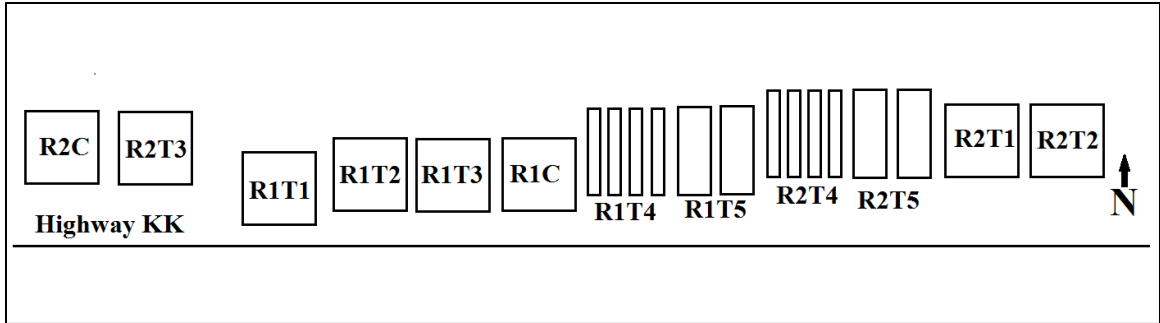 R2C
R2T3
R1T1
R1T2
R1T3
R1C
R1T4
R1T5
R2T4
R2T5
R2T1
R2T2
N
Highway KK